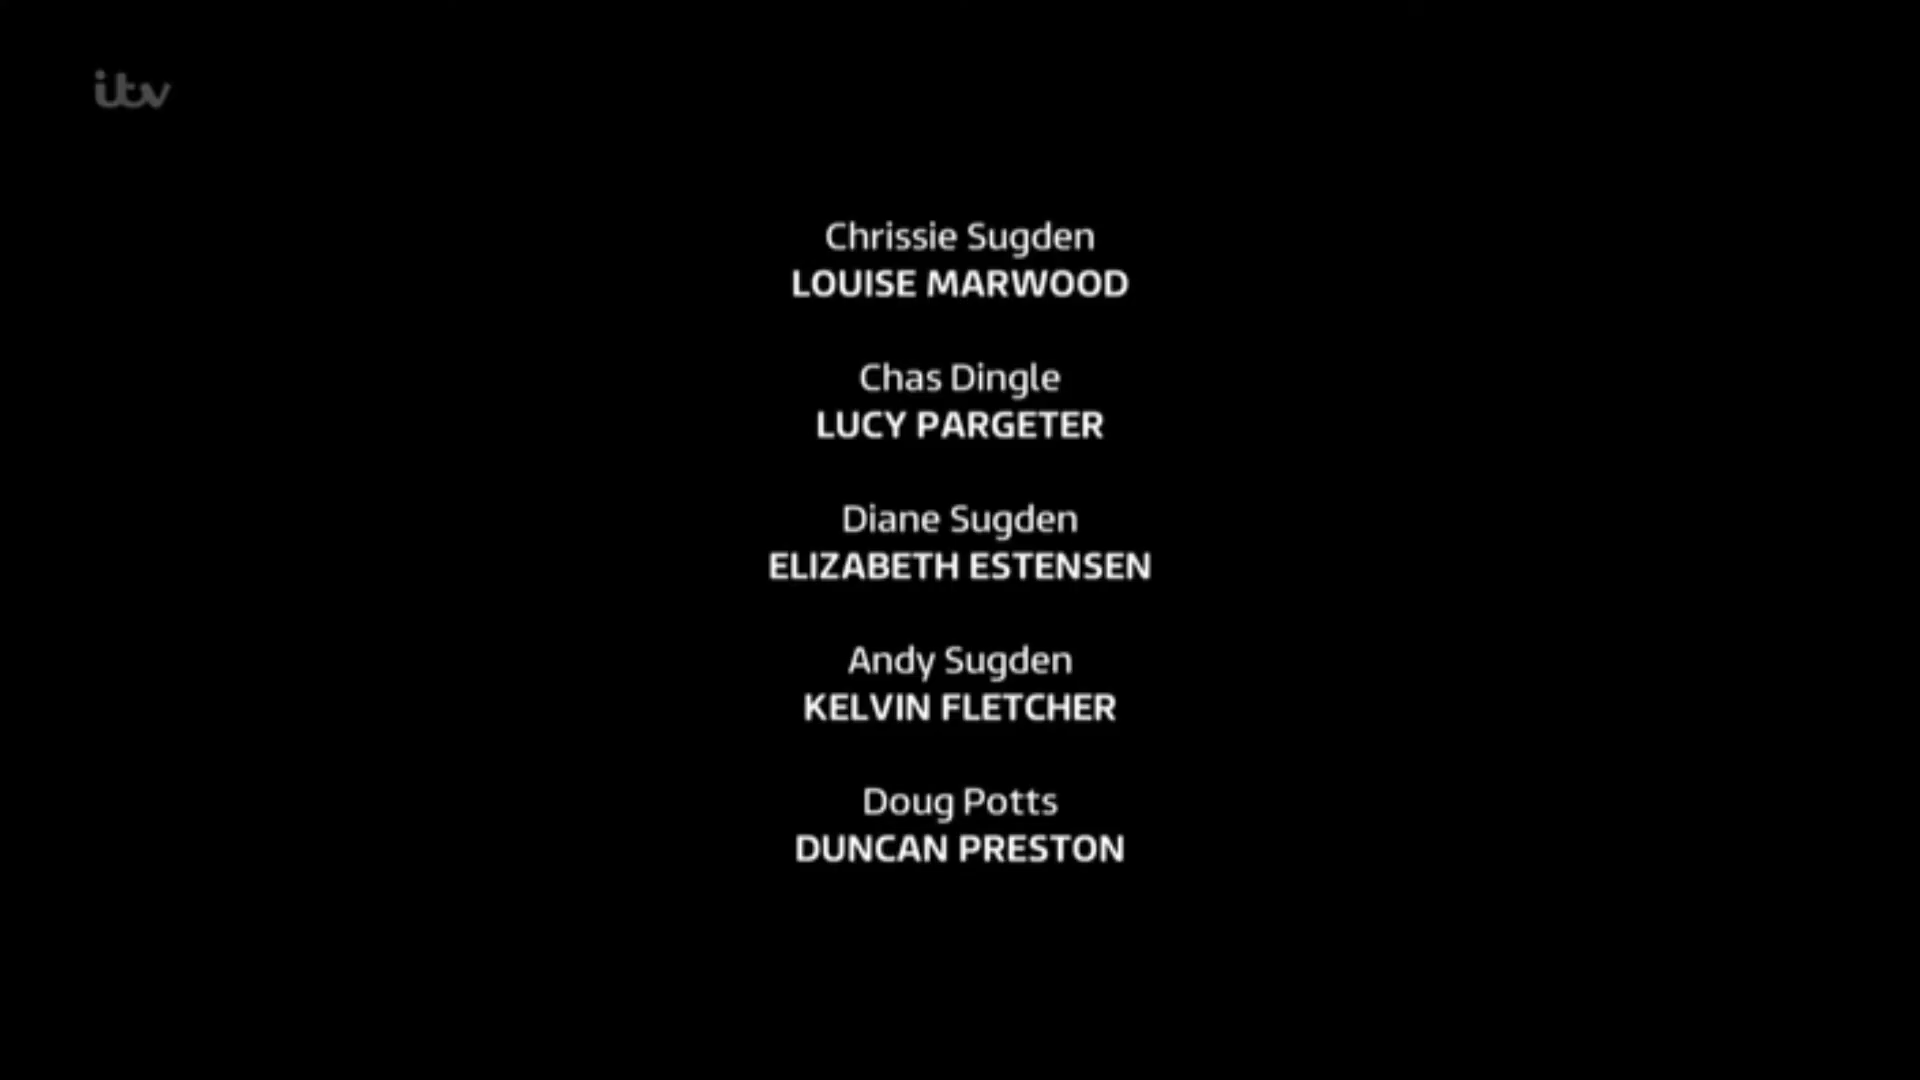 itv
Chrissie Sugden
LOUISE MARWOOD
Chas Dingle
LUCY PARGETER
Diane Sugden
ELIZABETH ESTENSEN
Andy Sugden
KELVIN FLETCHER
Doug Potts
DUNCAN PRESTON